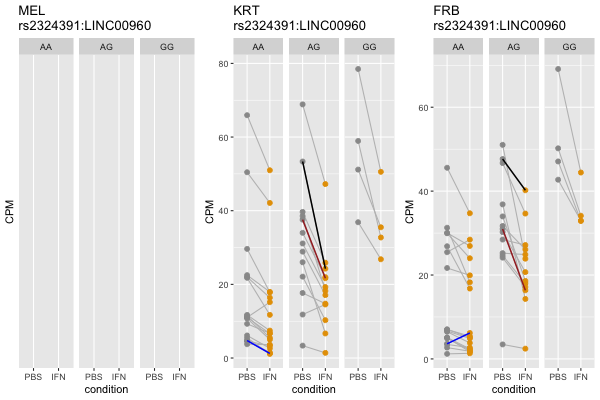 MEL
rs2324391:LINC00960
AA AG GG
CPM
PBS IFN PBS IFN PBS IFN
condition
KRT
rs2324391:LINC00960
AA AG GG
80
60
40
20
0
CPM
PBS IFN PBS IFN PBS IFN
condition
FRB
rs2324391:LINC00960
AA AG GG
60
40
20
0
CPM
PBS IFN PBS IFN PBS IFN
condition